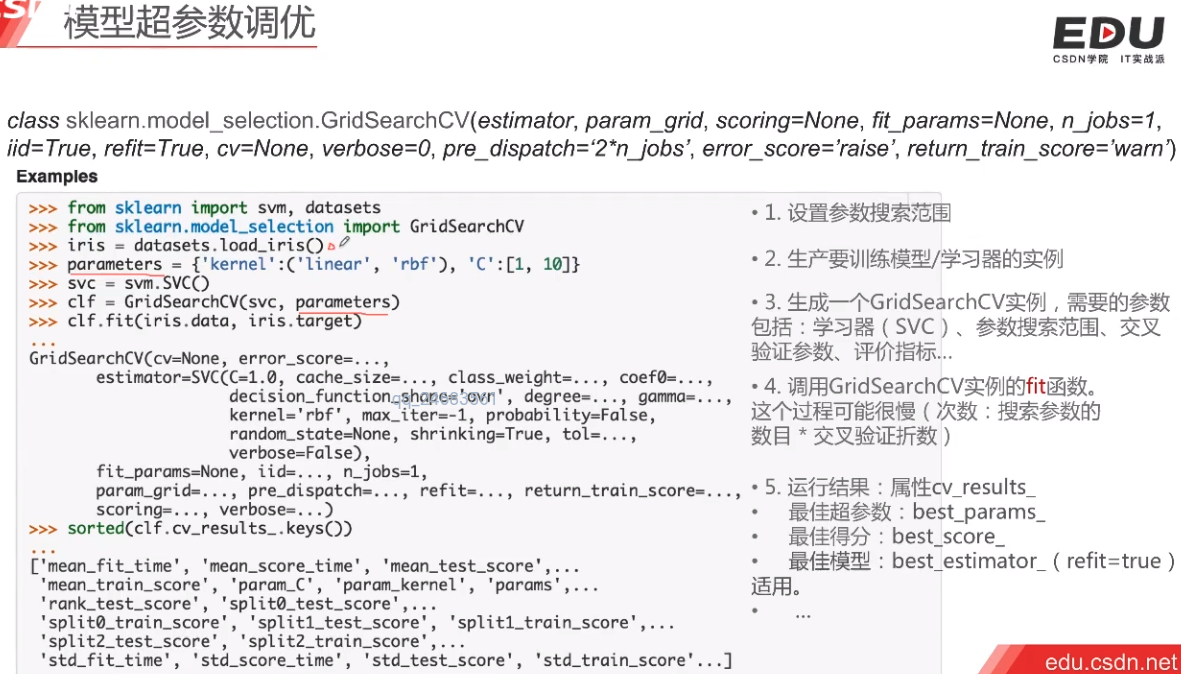 模型超参数调优
EDU
CSDN学院 IT实战派
class sklearn.model_selection.GridSearchCV(estimator, param_grid, scoring=None, fit_params=None, n_jobs=1,
iid=True, refit=True, cv=None, verbose=0, pre_dispatch='2*n_jobs', error_score='raise', return_train_score='warn')
Examples
>>> from sklearn import svm, datasets
>>> from sklearn.model_selection import GridSearchCV
>>> iris = datasets.load_iris()
>>> parameters = {'kernel':('linear', 'rbf'), 'C':[1, 10]}
>>> svc = svm.SVC()
>>> clf = GridSearchCV(svc, parameters)
>>> clf.fit(iris.data, iris.target)
...
GridSearchCV(cv=None, error_score=...,
estimator=SVC(C=1.0, cache_size=..., class_weight=..., coef0=...,
decision_function_shape='ovr', degree=..., gamma=...,
kernel='rbf', max_iter=-1, probability=False,
random_state=None, shrinking=True, tol=...,
verbose=False),
fit_params=None, iid=..., n_jobs=1,
param_grid=..., pre_dispatch=..., refit=..., return_train_score=...,
scoring=..., verbose=...)
>>> sorted(clf.cv_results_.keys())
...
['mean_fit_time', 'mean_score_time', 'mean_test_score',...
'mean_train_score', 'param_C', 'param_kernel', 'params',...
'rank_test_score', 'split0_test_score',...
'split0_train_score', 'split1_test_score', 'split1_train_score',...
'split2_test_score', 'split2_train_score',...
'std_fit_time', 'std_score_time', 'std_test_score', 'std_train_score'...]
• 1. 设置参数搜索范围
• 2. 生产要训练模型/学习器的实例
• 3. 生成一个GridSearchCV实例，需要的参数
包括：学习器（SVC）、参数搜索范围、交叉
验证参数、评价指标...
• 4. 调用GridSearchCV实例的fit函数。
这个过程可能很慢（次数：搜索参数的
数目 * 交叉验证折数）
• 5. 运行结果：属性cv_results_
• 最佳超参数：best_params_
• 最佳得分：best_score_
• 最佳模型：best_estimator_（refit=true）
适用。
• ...
edu.csdn.net